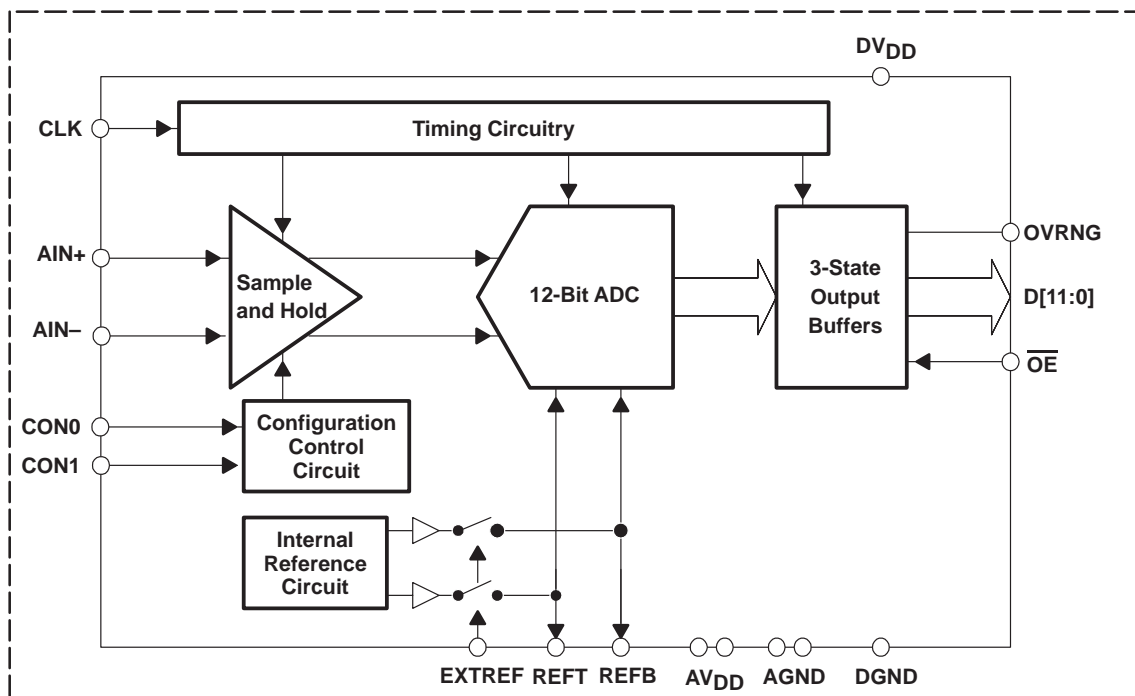 DVDD
CLK
Timing Circuitry
AIN+
Sample
and Hold
12-Bit ADC
3-State
Output
Buffers
OVRNG
D[11:0]
AIN–
OE
CON0
CON1
Configuration
Control
Circuit
Internal
Reference
Circuit
EXTREF
REFT
REFB
AVDD
AGND
DGND